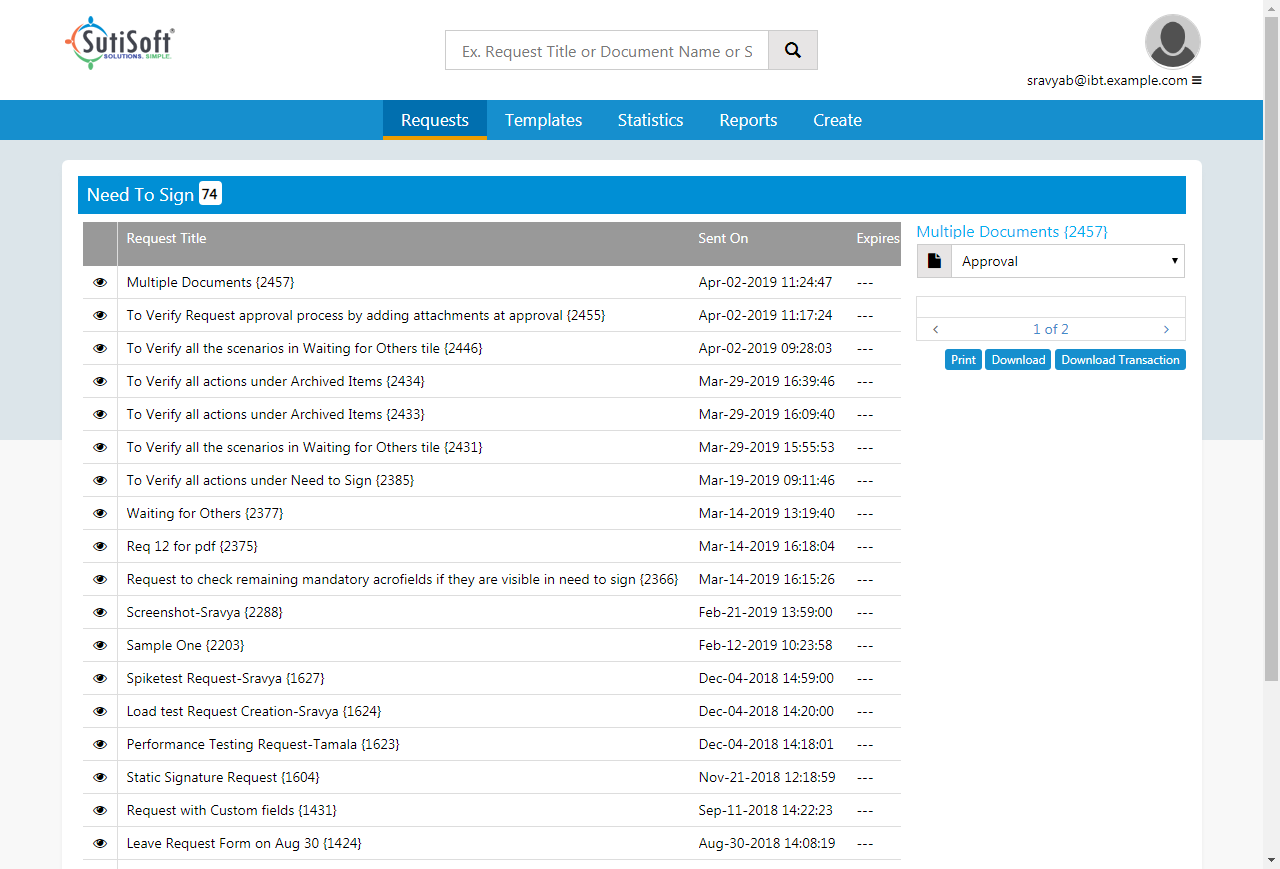 SutiSoft®
SOLUTIONS. SIMPLE.
Ex. Request Title or Document Name or S
sravyab@ibt.example.com
Requests Templates Statistics Reports Create
Need To Sign 74
Request Title Sent On Expires
Multiple Documents {2457} Apr-02-2019 11:24:47 ---
To Verify Request approval process by adding attachments at approval {2455} Apr-02-2019 11:17:24 ---
To Verify all the scenarios in Waiting for Others tile {2446} Apr-02-2019 09:28:03 ---
To Verify all actions under Archived Items {2434} Mar-29-2019 16:39:46 ---
To Verify all actions under Archived Items {2433} Mar-29-2019 16:09:40 ---
To Verify all the scenarios in Waiting for Others tile {2431} Mar-29-2019 15:55:53 ---
To Verify all actions under Need to Sign {2385} Mar-19-2019 09:11:46 ---
Waiting for Others {2377} Mar-14-2019 13:19:40 ---
Req 12 for pdf {2375} Mar-14-2019 16:18:04 ---
Request to check remaining mandatory acrofields if they are visible in need to sign {2366} Mar-14-2019 16:15:26 ---
Screenshot-Sravya {2288} Feb-21-2019 13:59:00 ---
Sample One {2203} Feb-12-2019 10:23:58 ---
Spiketest Request-Sravya {1627} Dec-04-2018 14:59:00 ---
Load test Request Creation-Sravya {1624} Dec-04-2018 14:20:00 ---
Performance Testing Request-Tamala {1623} Dec-04-2018 14:18:01 ---
Static Signature Request {1604} Nov-21-2018 12:18:59 ---
Request with Custom fields {1431} Sep-11-2018 14:22:23 ---
Leave Request Form on Aug 30 {1424} Aug-30-2018 14:08:19 ---
Multiple Documents {2457}
Approval
1 of 2
Print Download Download Transaction